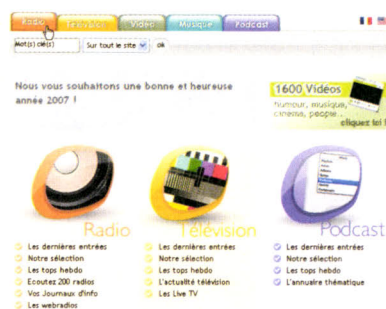 Radio Télévision Vidéo Musique Podcast
Mot(s) clé(s) Sur tout le site ok
Nous vous souhaitons une bonne et heureuse
année 2007 !
1600 Vidéos
humour, musique,
cinéma, people...
cliquez ici !
Radio
Les dernières entrées
Notre sélection
Les tops hebdo
Ecoutez 200 radios
Vos Journaux d'info
Les webradios
Télévision
Les dernières entrées
Notre sélection
Les tops hebdo
L'actualité télévision
Les Live TV
Podcast
Les dernières entrées
Notre sélection
Les tops hebdo
L'annuaire thématique